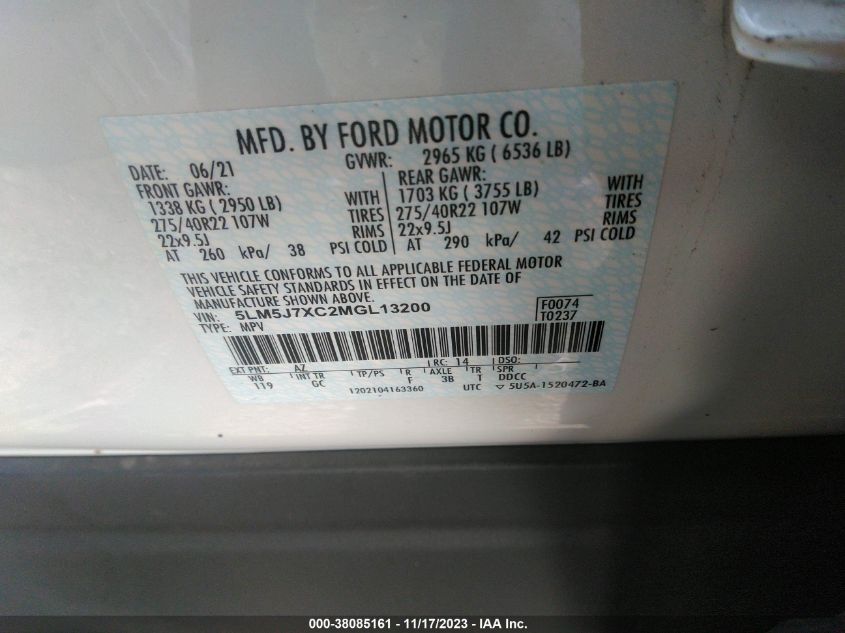 MFD. BY FORD MOTOR CO.
DATE: 06/21 GVWR: 2965 KG ( 6536 LB)
FRONT GAWR: REAR GAWR:
1338 KG ( 2950 LB) WITH 1703 KG ( 3755 LB) WITH
275/40R22 107W TIRES 275/40R22 107W TIRES
22x9.5J RIMS 22x9.5J RIMS
AT 260 kPa/ 38 PSI COLD AT 290 kPa/ 42 PSI COLD
THIS VEHICLE CONFORMS TO ALL APPLICABLE FEDERAL MOTOR
VEHICLE SAFETY STANDARDS IN EFFECT ON THE DATE OF
MANUFACTURE SHOWN ABOVE.
VIN: 5LM5J7XC2MGL13200 F0074
TYPE: MPV T0237
EXT PNT: AZ RC: 14 DSO:
WB INT TR TP/PS R AXLE TR SPR
119 GC F 3B T DDCC
1202104163360 UTC ▽ 5U5A-1520472-BA
000-38085161 - 11/17/2023 - IAA Inc.